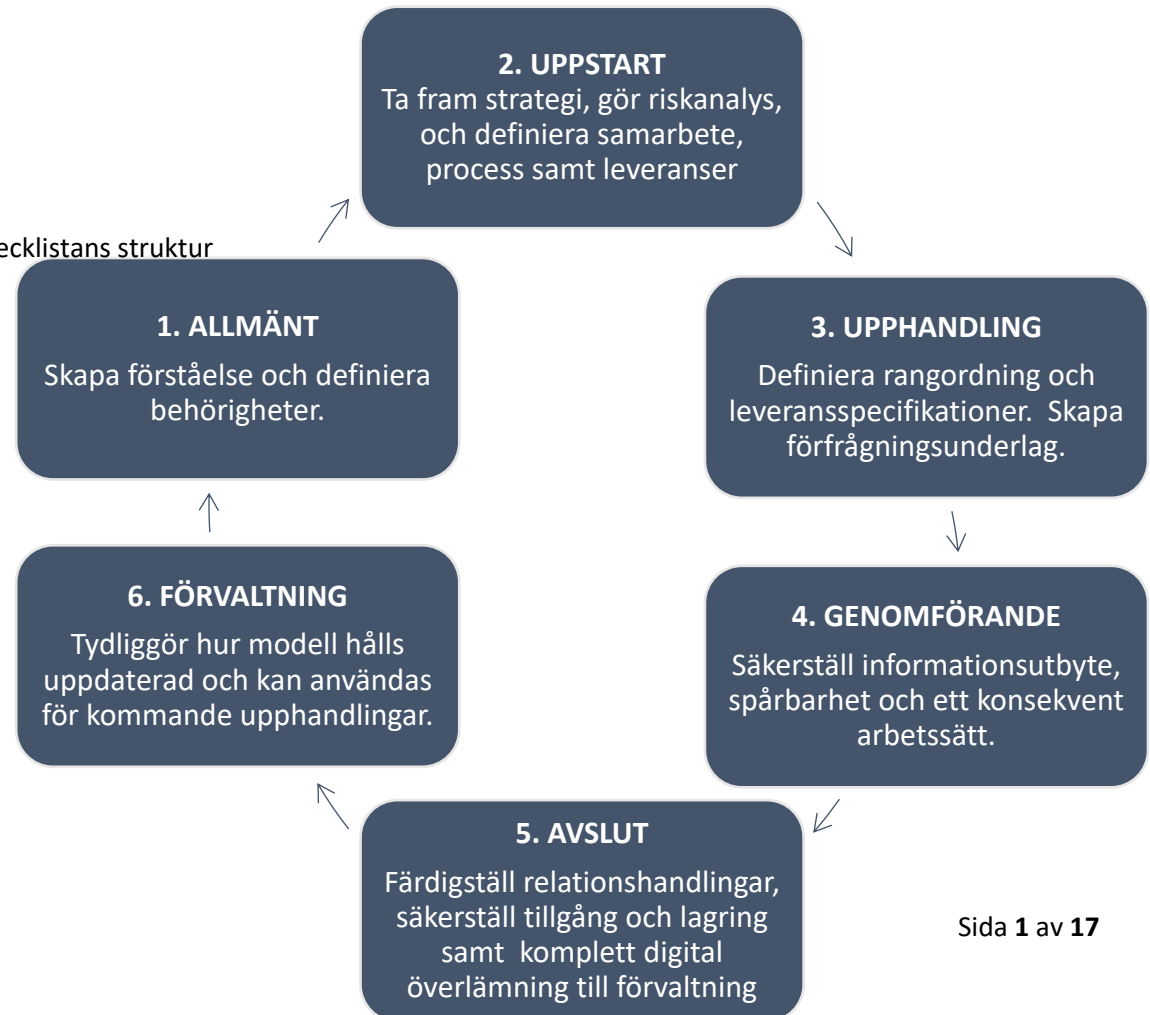 2. UPPSTART
Ta fram strategi, gör riskanalys,
och definiera samarbete,
process samt leveranser
ecklistans struktur
1. ALLMÄNT
Skapa förståelse och definiera
behörigheter.
3. UPPHANDLING
Definiera rangordning och
leveransspecifikationer. Skapa
förfrågningsunderlag.
6. FÖRVALTNING
Tydliggör hur modell hålls
uppdaterad och kan användas
för kommande upphandlingar.
4. GENOMFÖRANDE
Säkerställ informationsutbyte,
spårbarhet och ett konsekvent
arbetssätt.
5. AVSLUT
Färdigställ relationshandlingar,
säkerställ tillgång och lagring
samt komplett digital
överlämning till förvaltning
Sida 1 av 17